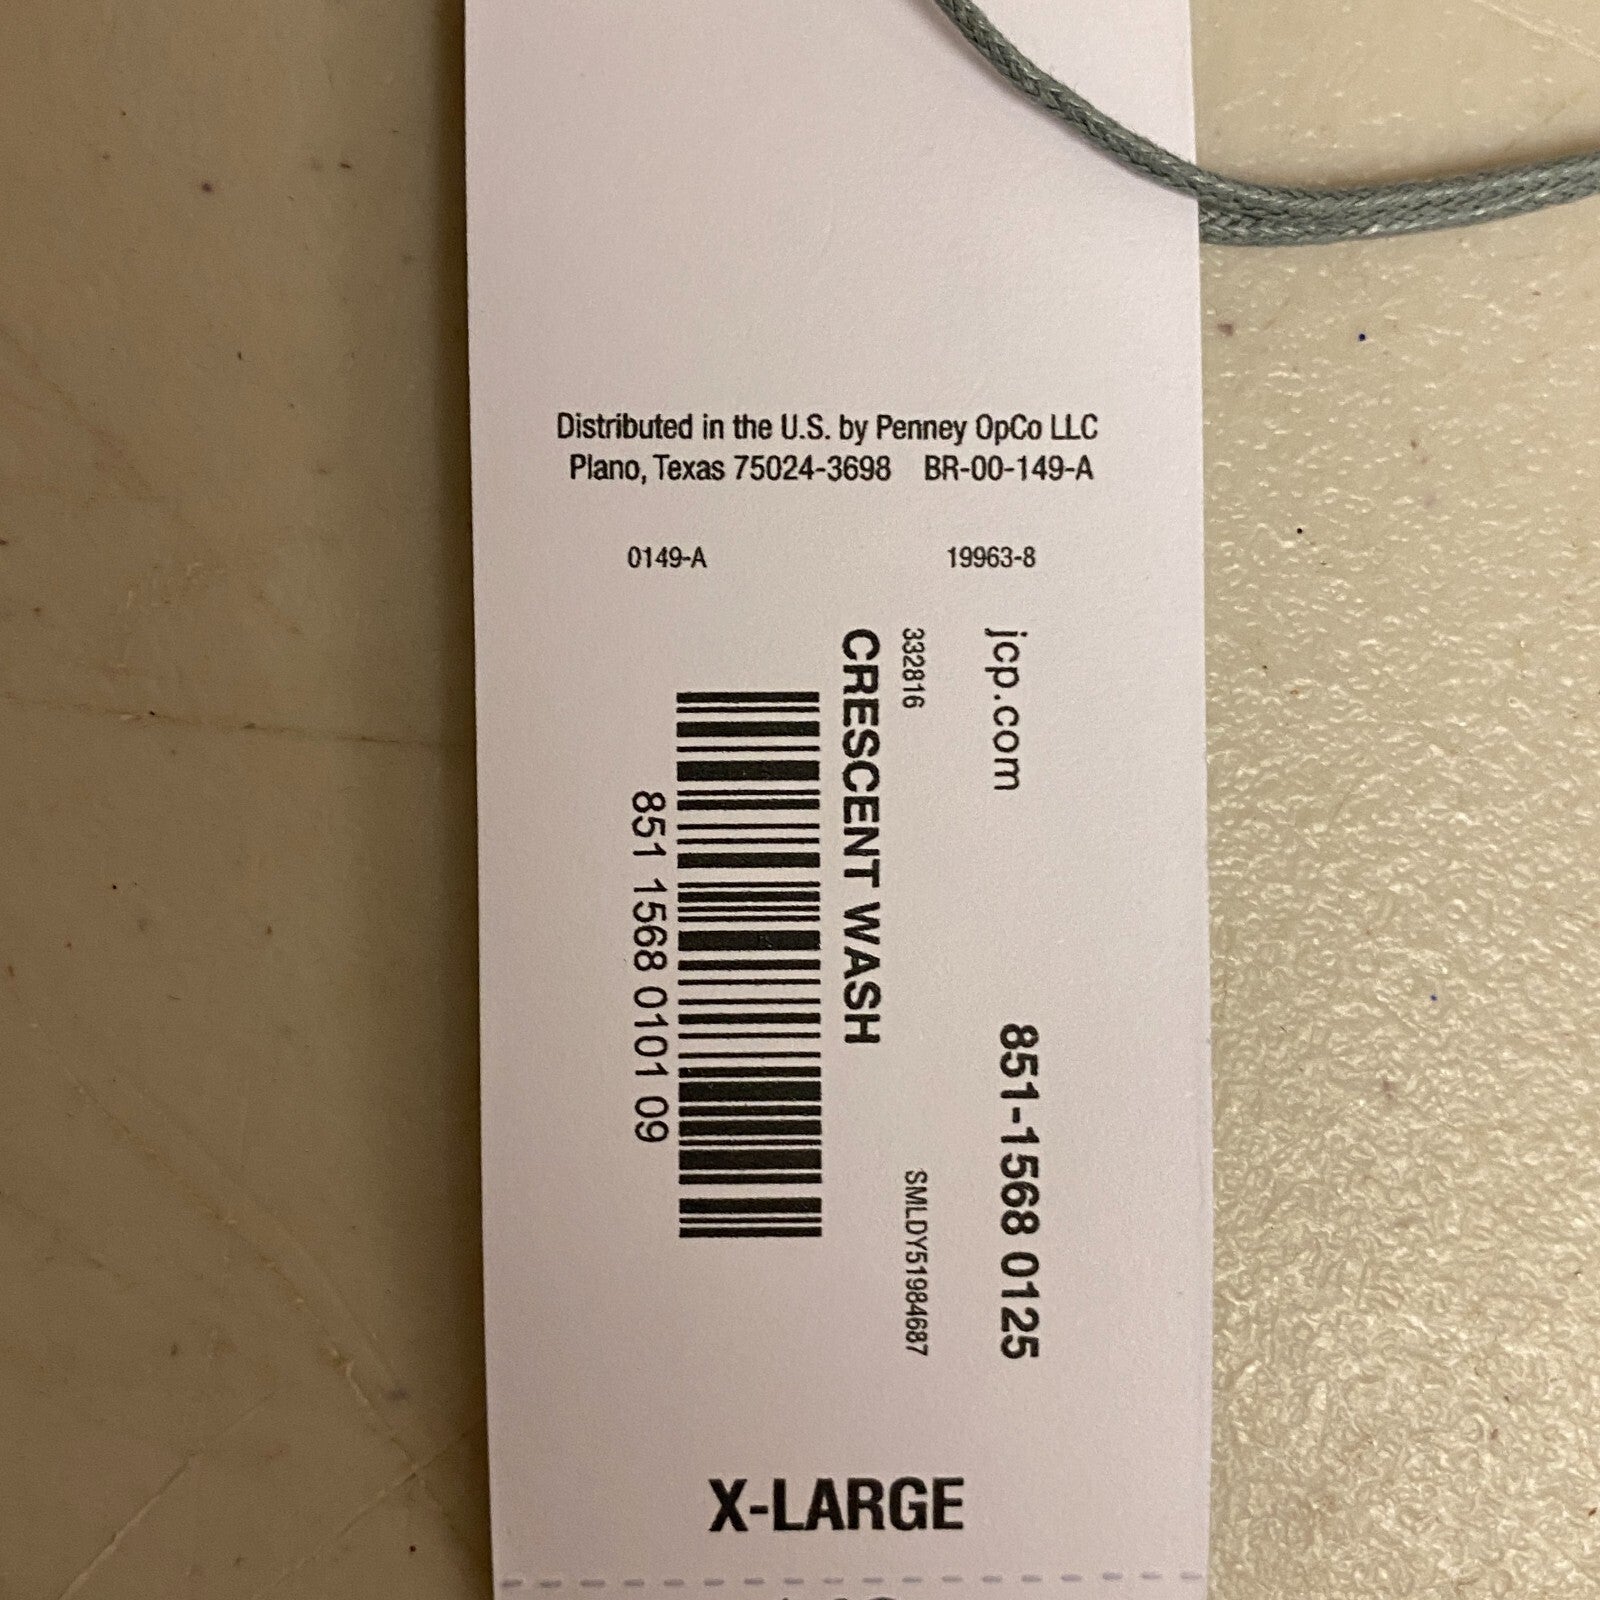 Distributed in the U.S. by Penney OpCo LLC
Plano, Texas 75024-3698 BR-00-149-A
0149-A 19963-8
jcp.com 851-1568 0125
332816 SMLDY51984687
CRESCENT WASH
851 1568 0101 09
X-LARGE